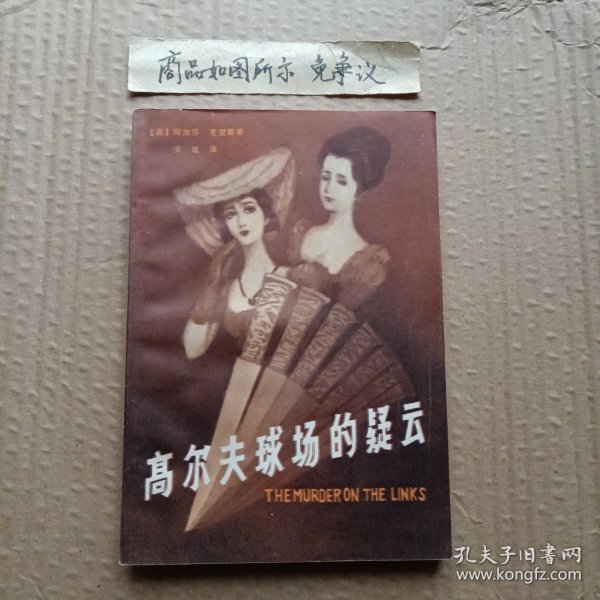 商品如图所示 免争议
【英】阿加莎 克里斯蒂
译
高尔夫球场的疑云
THE MURDER ON THE LINKS
孔夫子旧书网
www.kongfz.com